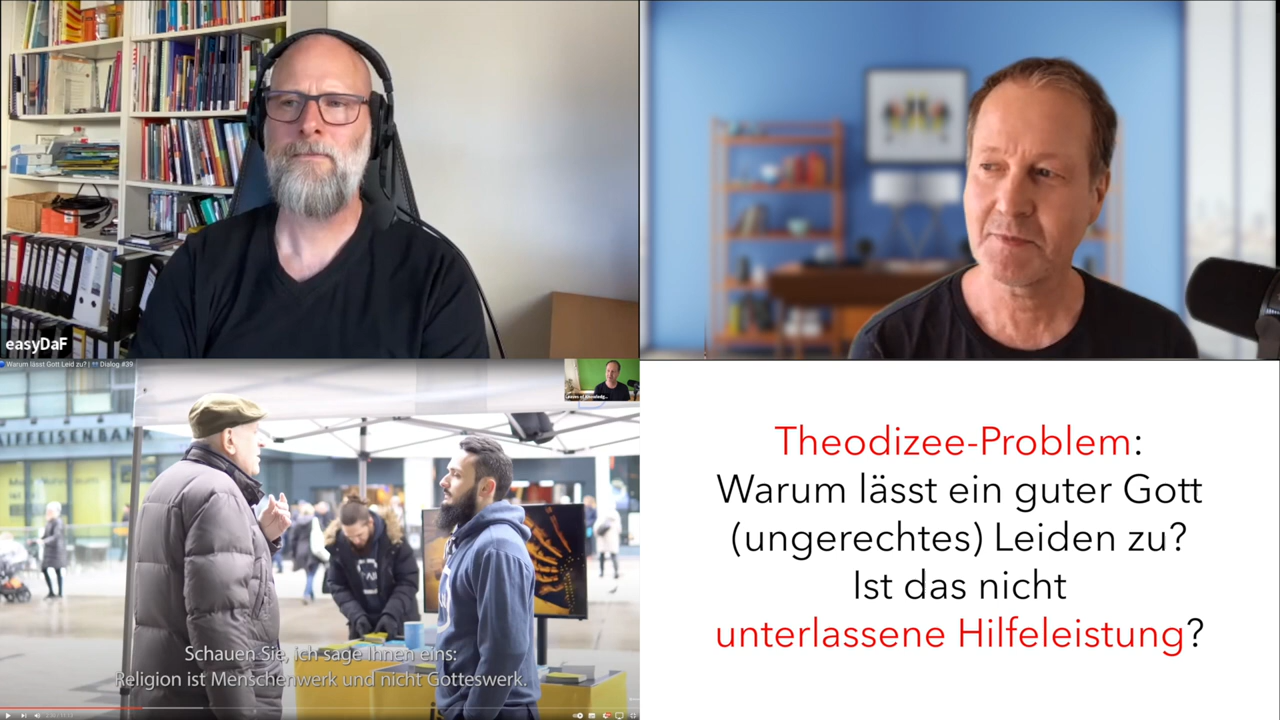 easyDaF
Warum lässt Gott Leid zu? | Dialog #39
RAIFFEISENBANK
Schauen Sie, ich sage Ihnen eins:
Religion ist Menschenwerk und nicht Gotteswerk.
Theodizee-Problem:
Warum lässt ein guter Gott
(ungerechtes) Leiden zu?
Ist das nicht
unterlassene Hilfeleistung?